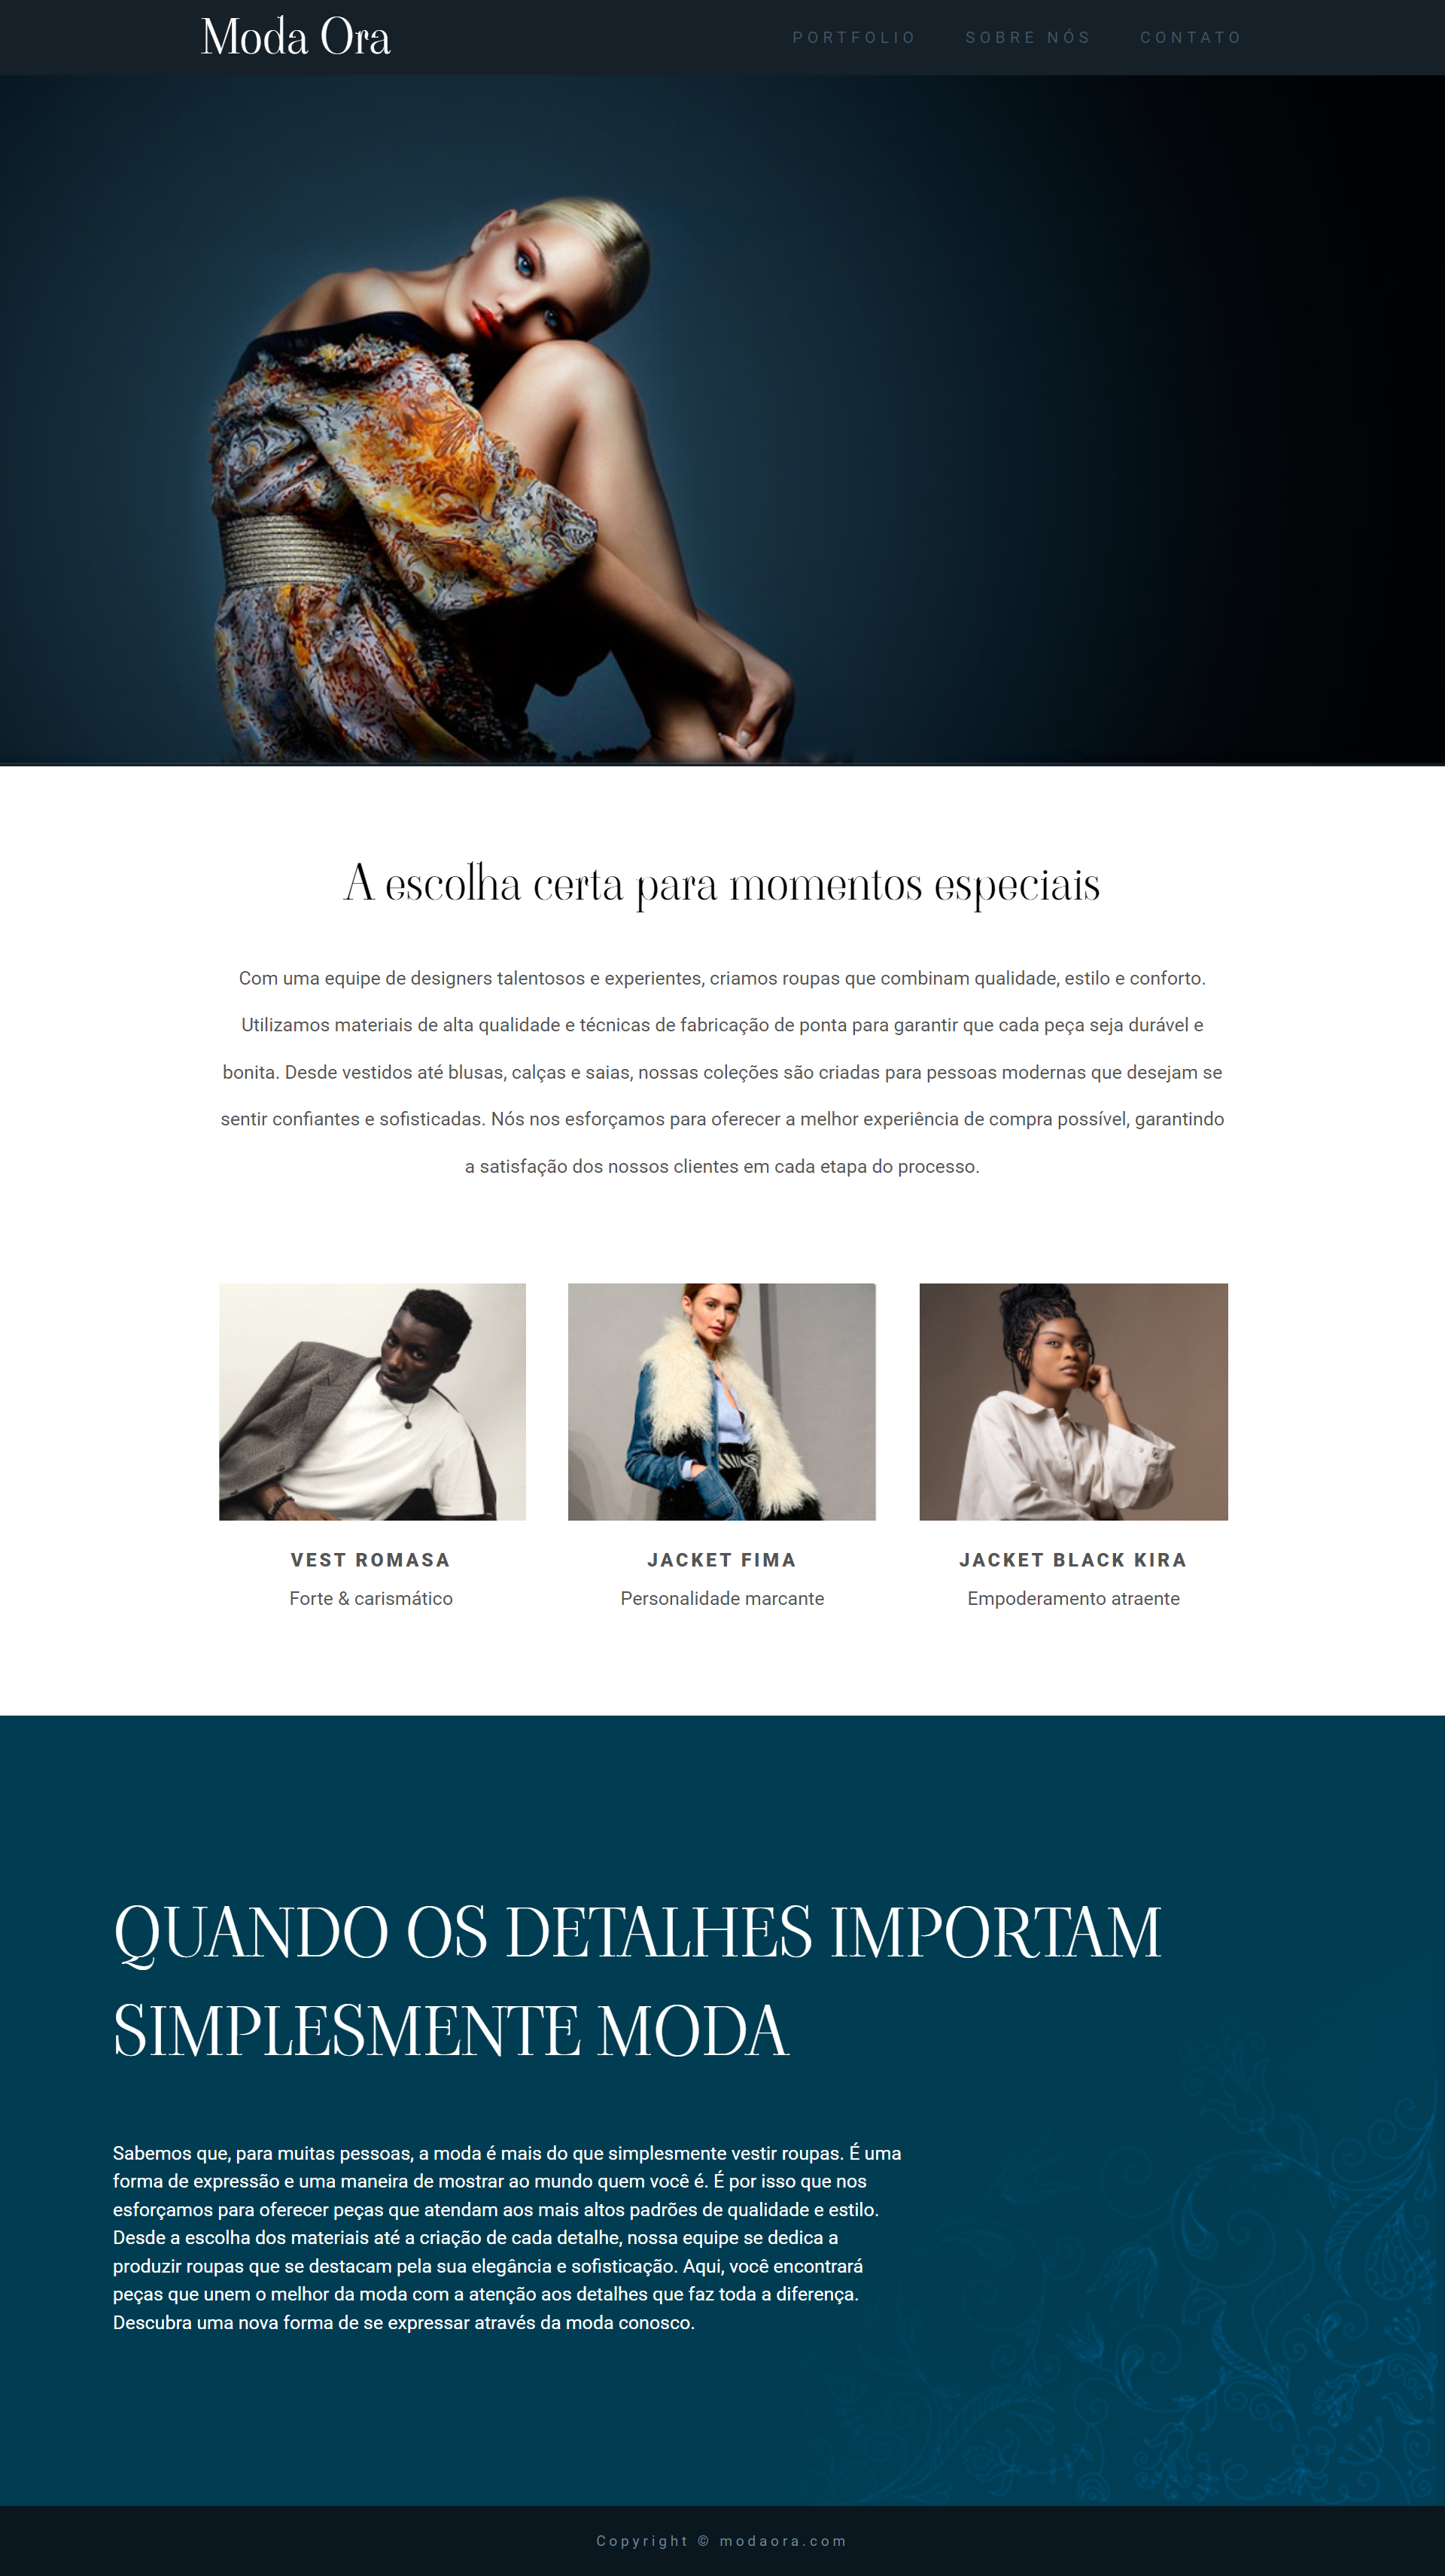 Moda Ora
PORTFOLIO SOBRE NÓS CONTATO
A escolha certa para momentos especiais
Com uma equipe de designers talentosos e experientes, criamos roupas que combinam qualidade, estilo e conforto.
Utilizamos materiais de alta qualidade e técnicas de fabricação de ponta para garantir que cada peça seja durável e
bonita. Desde vestidos até blusas, calças e saias, nossas coleções são criadas para pessoas modernas que desejam se
sentir confiantes e sofisticadas. Nós nos esforçamos para oferecer a melhor experiência de compra possível, garantindo
a satisfação dos nossos clientes em cada etapa do processo.
VEST ROMASA
Forte & carismático
JACKET FIMA
Personalidade marcante
JACKET BLACK KIRA
Empoderamento atraente
QUANDO OS DETALHES IMPORTAM
SIMPLESMENTE MODA
Sabemos que, para muitas pessoas, a moda é mais do que simplesmente vestir roupas. É uma
forma de expressão e uma maneira de mostrar ao mundo quem você é. É por isso que nos
esforçamos para oferecer peças que atendam aos mais altos padrões de qualidade e estilo.
Desde a escolha dos materiais até a criação de cada detalhe, nossa equipe se dedica a
produzir roupas que se destacam pela sua elegância e sofisticação. Aqui, você encontrará
peças que unem o melhor da moda com a atenção aos detalhes que faz toda a diferença.
Descubra uma nova forma de se expressar através da moda conosco.
Copyright © modaora.com